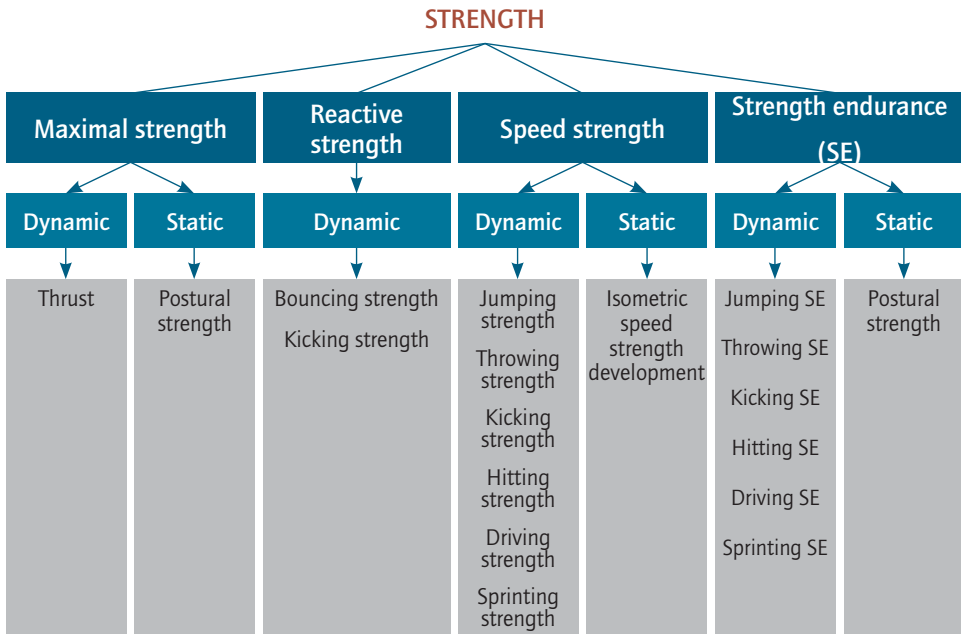 STRENGTH
Maximal strength
Reactive
strength
Speed strength
Strength endurance
(SE)
Dynamic
Static
Dynamic
Dynamic
Static
Dynamic
Static
Thrust
Postural
strength
Bouncing strength
Kicking strength
Jumping
strength
Throwing
strength
Kicking
strength
Hitting
strength
Driving
strength
Sprinting
strength
Isometric
speed
strength
development
Jumping SE
Throwing SE
Kicking SE
Hitting SE
Driving SE
Sprinting SE
Postural
strength